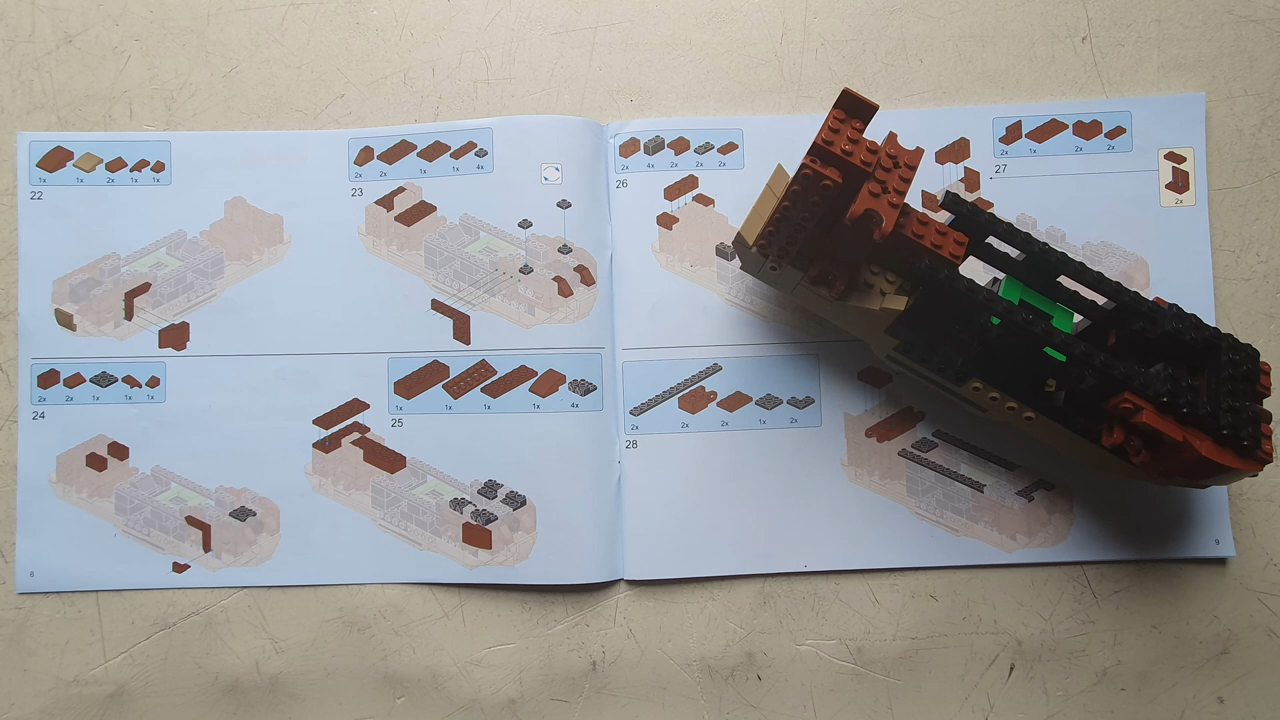 1x 1x 2x 1x 1x
22
2x 2x 1x 1x 4x
23
2x 2x 1x 1x 1x
24
1x 1x 1x 1x 4x
25
8
2x 4x 2x 2x 2x 2x
26
2x 1x 2x 2x
27
2x
2x 2x 2x 1x 2x
28
9